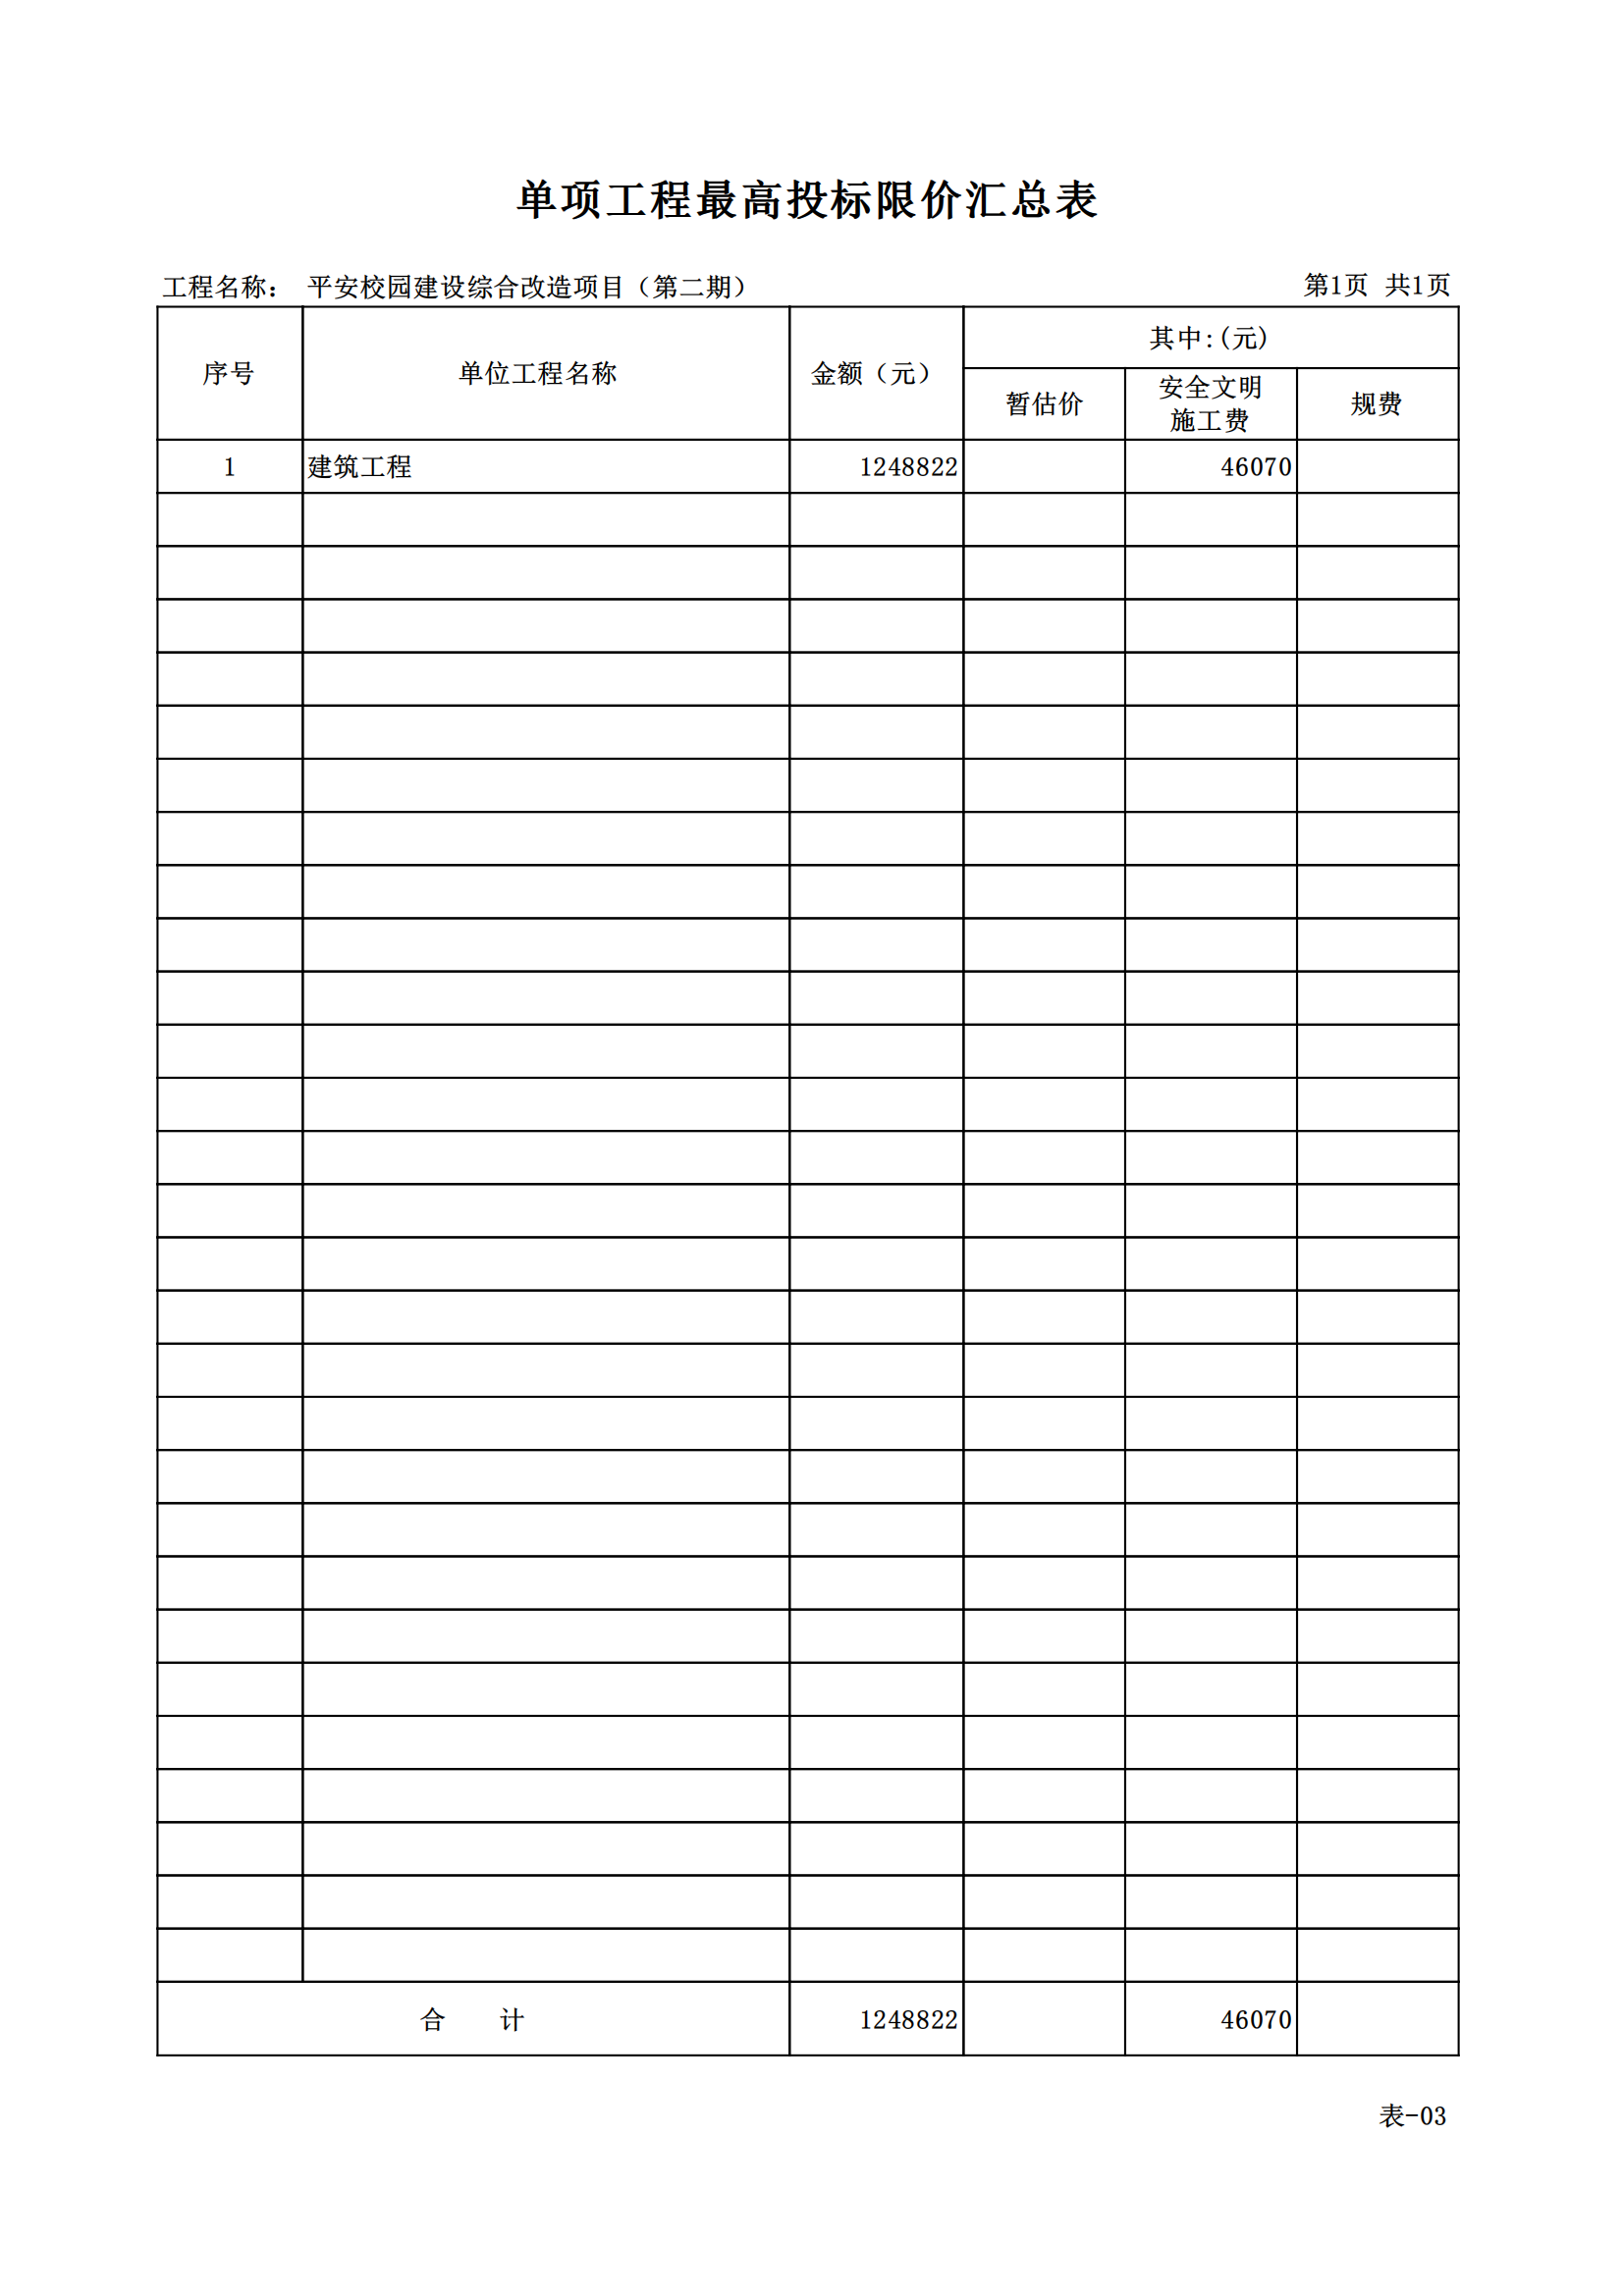 单项工程最高投标限价汇总表
工程名称： 平安校园建设综合改造项目（第二期） 第1页 共1页
序号 单位工程名称 金额（元） 其中:(元)
暂估价 安全文明 规费
施工费
1 建筑工程 1248822 46070
合 计 1248822 46070
表-03